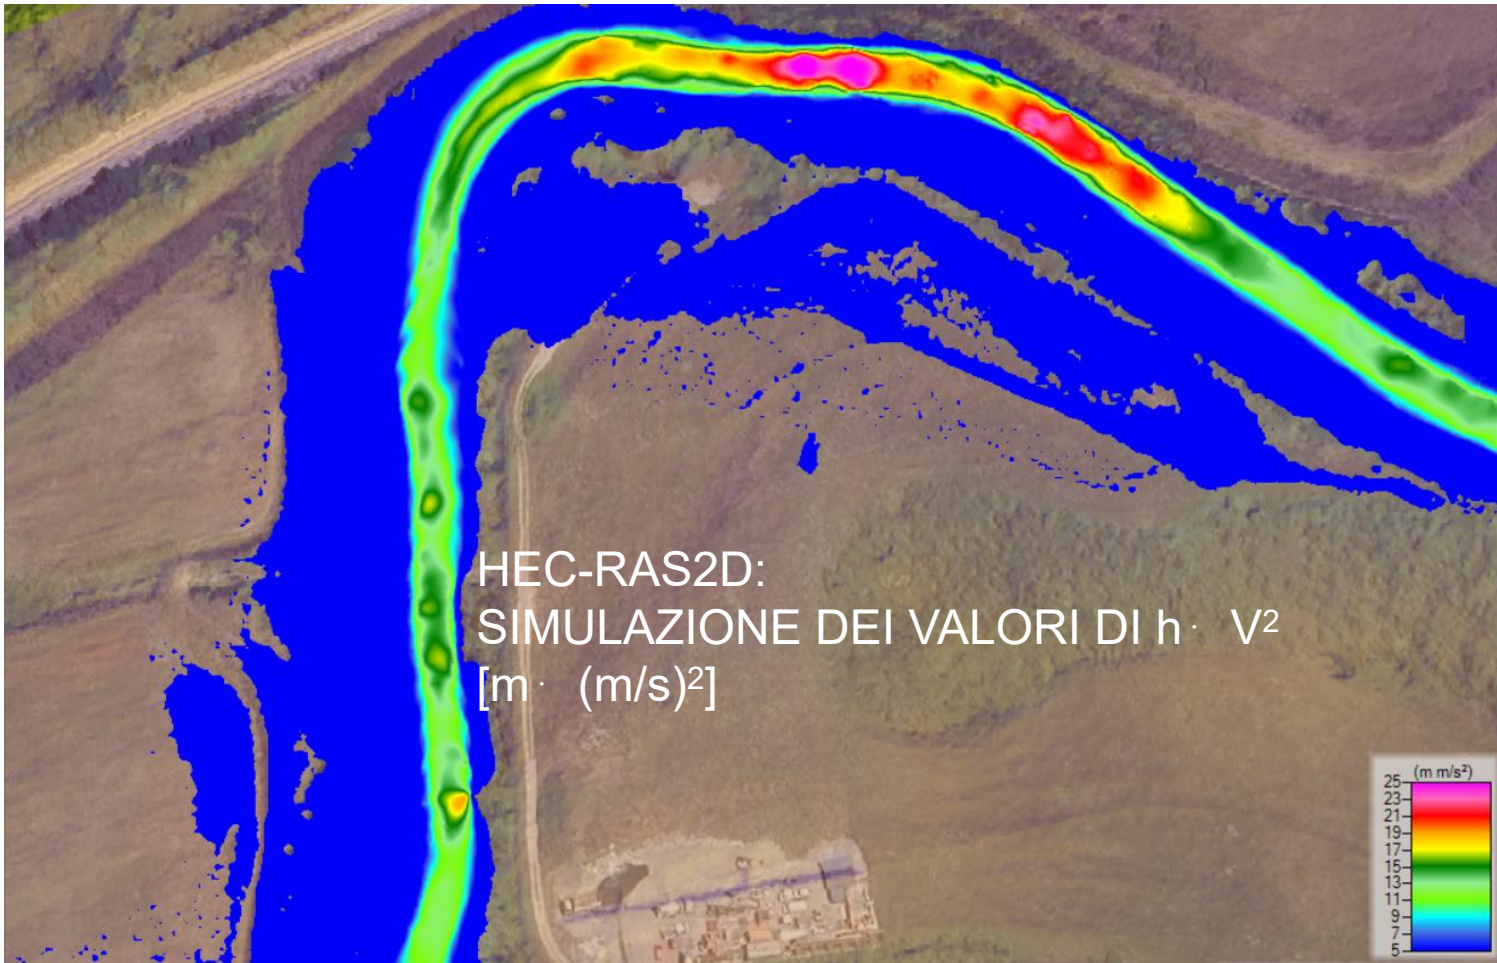 HEC-RAS2D:
SIMULAZIONE DEI VALORI DI h· V²
[m· (m/s)²]
(m m/s²)
25
23
21
19
17
15
13
11
9
7
5